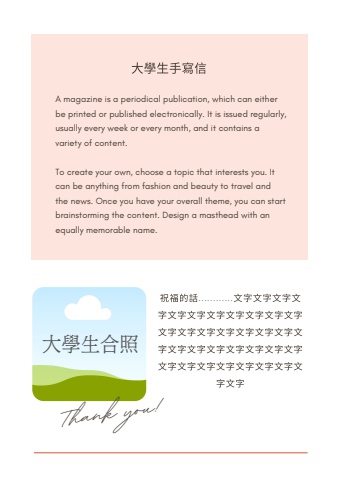 大學生手寫信
A magazine is a periodical publication, which can either
be printed or published electronically. It is issued regularly,
usually every week or every month, and it contains a
variety of content.
To create your own, choose a topic that interests you. It
can be anything from fashion and beauty to travel and
the news. Once you have your overall theme, you can start
brainstorming the content. Design a masthead with an
equally memorable name.
大學生合照
Thank you!
祝福的話............文字文字文字文
字文字文字文字文字文字文字文字文字
文字文字文字文字文字文字文字文字文
字文字文字文字文字文字文字文字文字
文字文字文字文字文字文字文字文字文
字文字